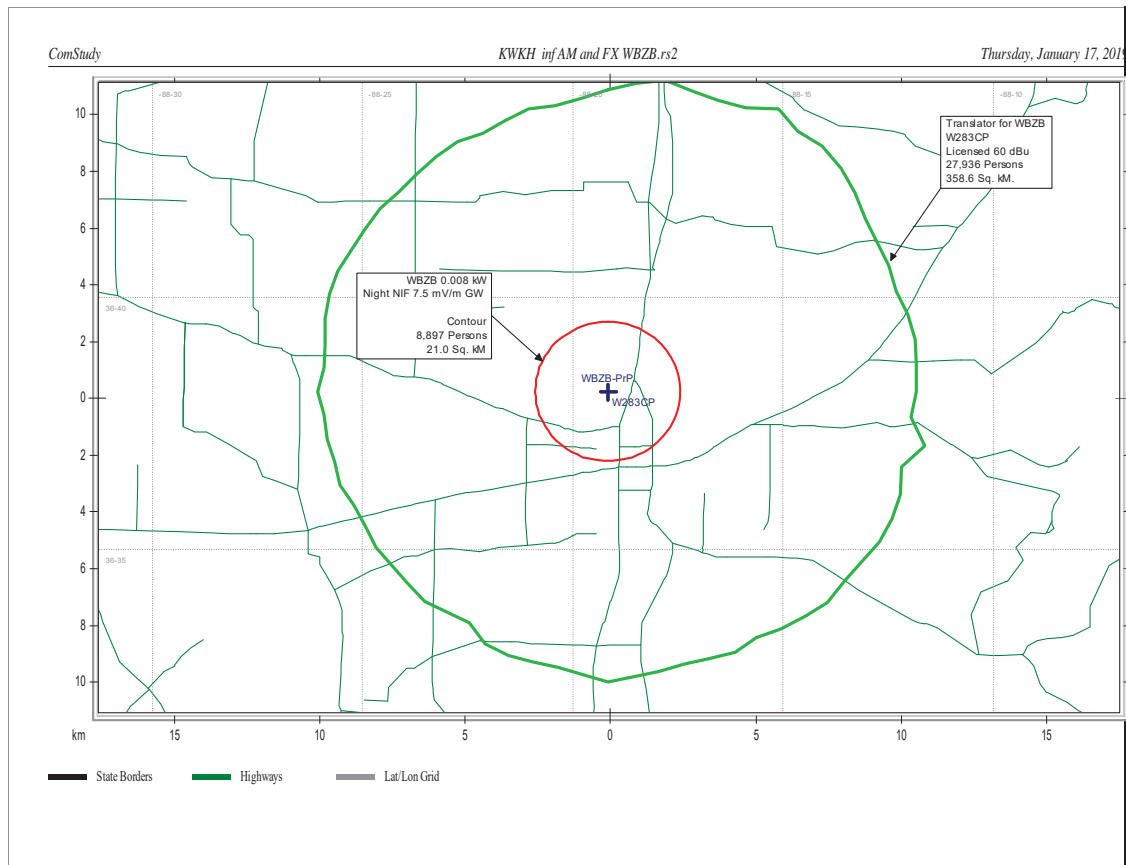 ComStudy KWKH inf AM and FX WBZB.rs2 Thursday, January 17, 2019
-88-30 -88-25 -88-20 -88-15 -88-10
10
8
6
4
2
0
2
4
6
8
10
36-40
36-35
Translator for WBZB
W283CP
Licensed 60 dBu
27,936 Persons
358.6 Sq. kM.
WBZB 0.008 kW
Night NIF 7.5 mV/m GW
Contour
8,897 Persons
21.0 Sq. kM
WBZB-PrP
W283CP
km 15 10 5 0 5 10 15
State Borders Highways Lat/Lon Grid